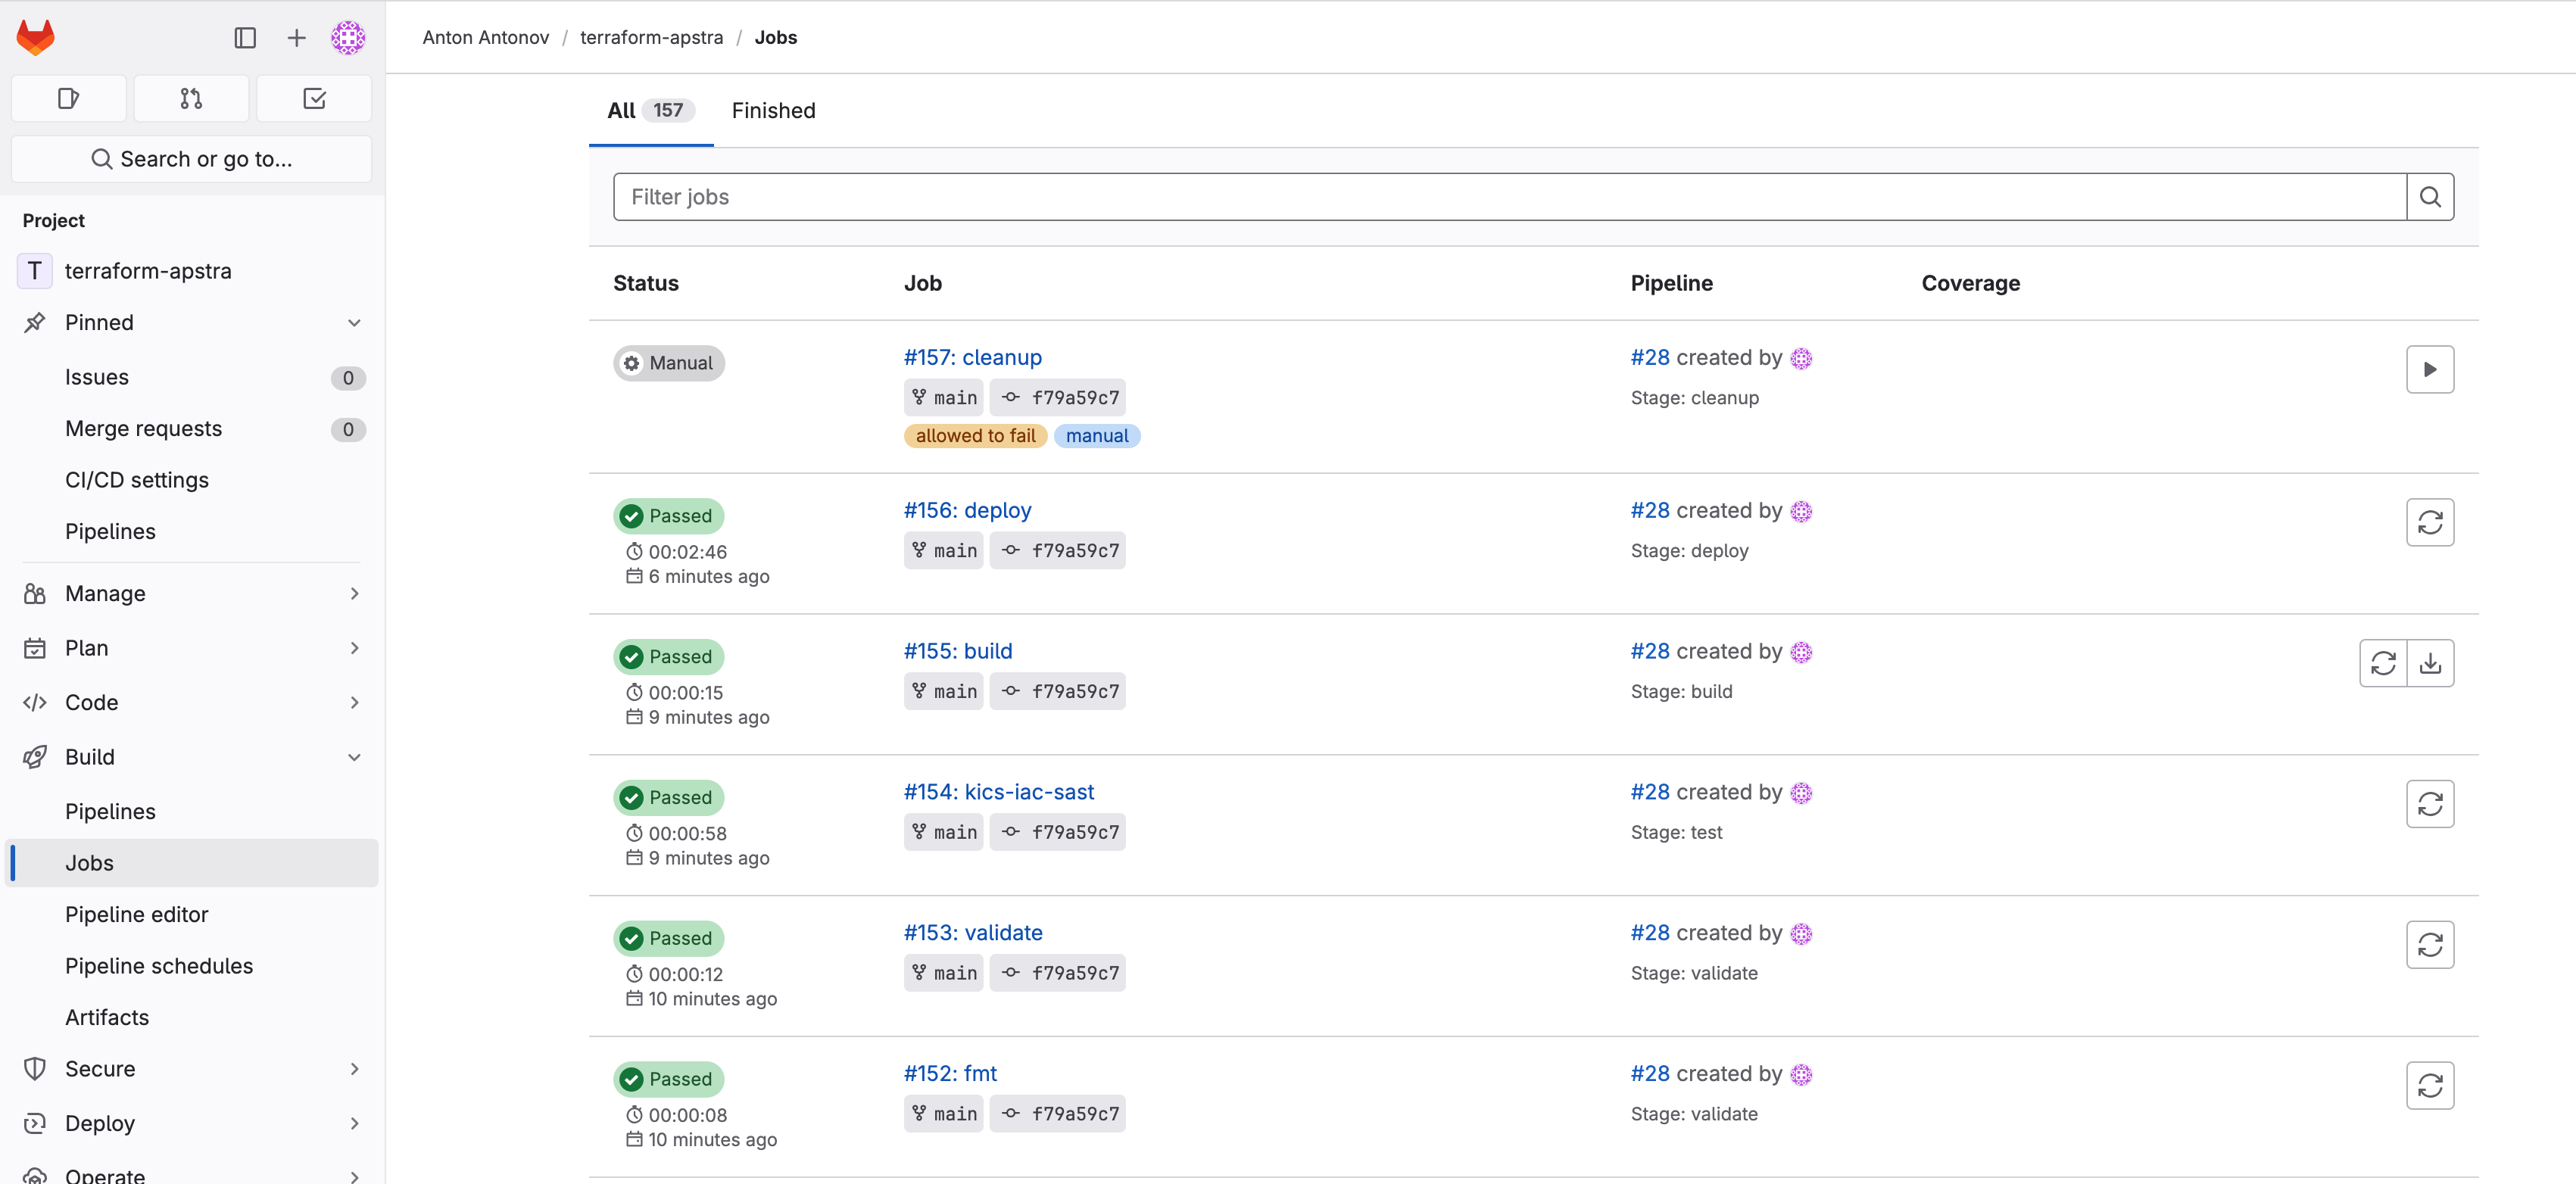 Anton Antonov / terraform-apstra / Jobs
Search or go to...
Project
T terraform-apstra
Pinned
Issues 0
Merge requests 0
CI/CD settings
Pipelines
Manage
Plan
Code
Build
Pipelines
Jobs
Pipeline editor
Pipeline schedules
Artifacts
Secure
Deploy
Operate
All 157 Finished
Filter jobs
Status Job Pipeline Coverage
Manual #157: cleanup #28 created by
main f79a59c7 Stage: cleanup
allowed to fail manual
Passed #156: deploy #28 created by
00:02:46 main f79a59c7 Stage: deploy
6 minutes ago
Passed #155: build #28 created by
00:00:15 main f79a59c7 Stage: build
9 minutes ago
Passed #154: kics-iac-sast #28 created by
00:00:58 main f79a59c7 Stage: test
9 minutes ago
Passed #153: validate #28 created by
00:00:12 main f79a59c7 Stage: validate
10 minutes ago
Passed #152: fmt #28 created by
00:00:08 main f79a59c7 Stage: validate
10 minutes ago